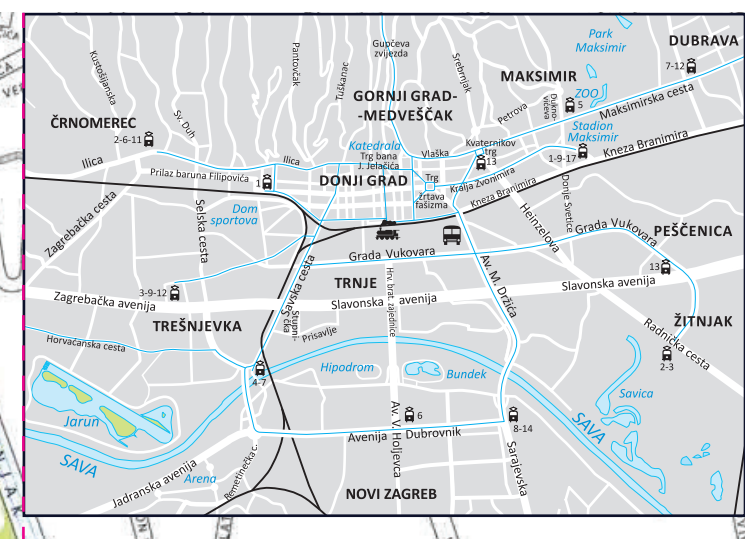 Park
Maksimir
DUBRAVA
7-12
Gupčeva
zvijezda
Pantovčak
Tuškanac
Srebrnjak
Kustošijanska
MAKSIMIR
ZOO
5
Maksimirska cesta
GORNJI GRAD-
-MEDVEŠČAK
Petrova
Dukno-
vićeva
Stadion
Maksimir
ČRNOMEREC
2-6-11
Sv. Duh
Ilica
Ilica
Katedrala
Trg bana
J. Jelačića
Vlaška
Kvaternikov
trg
13
1-9-17
Kneza Branimira
Prilaz baruna Filipovića
1
DONJI GRAD
Trg
žrtava
fašizma
Kralja Zvonimira
Kneza Branimira
Donje Svetice
Zagrebačka cesta
Selska cesta
Dom
sportova
Heinzelova
Grada Vukovara
PEŠČENICA
Grada Vukovara
13
3-9-12
Zagrebačka avenija
Savska cesta
TRNJE
Hrv. brat. zajednice
Slavonska avenija
Av. M. Držića
Slavonska avenija
TREŠNJEVKA
Strupni-
čka
Prisavlje
ŽITNJAK
Radnička cesta
2-3
Horvaćanska cesta
4-7
Hipodrom
Bundek
Savica
Jarun
6
8-14
SAVA
SAVA
Avenija Dubrovnik
Av. V. Holjevca
Sarajevska
Jadranska avenija
Arena
Remetinečka c.
NOVI ZAGREB